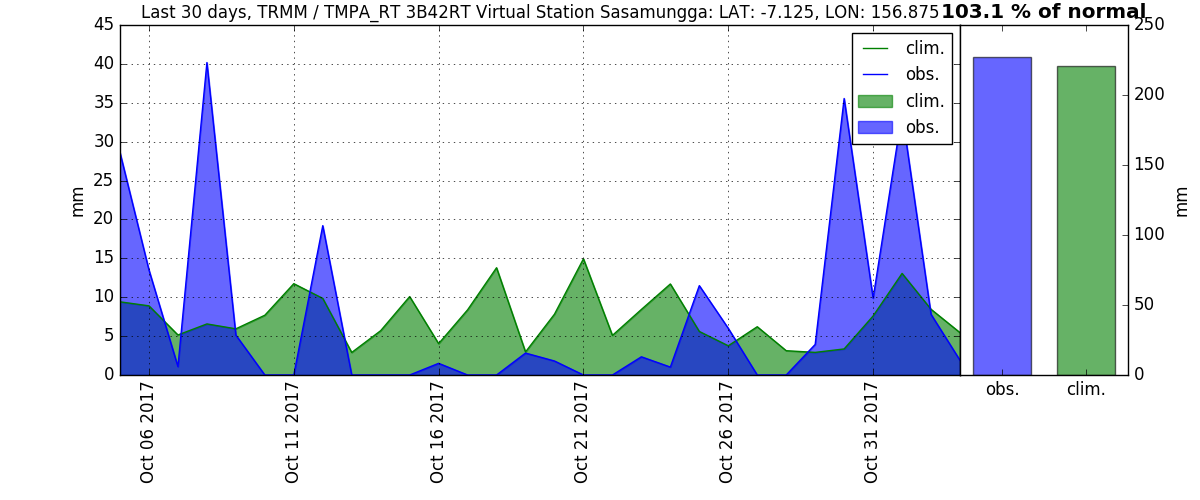 Last 30 days, TRMM / TMPA_RT 3B42RT Virtual Station Sasamungga: LAT: -7.125, LON: 156.875
103.1 % of normal
45
40
35
30
25
20
15
10
5
0
mm
clim.
obs.
clim.
obs.
250
200
150
100
50
0
mm
obs.
clim.
Oct 06 2017
Oct 11 2017
Oct 16 2017
Oct 21 2017
Oct 26 2017
Oct 31 2017